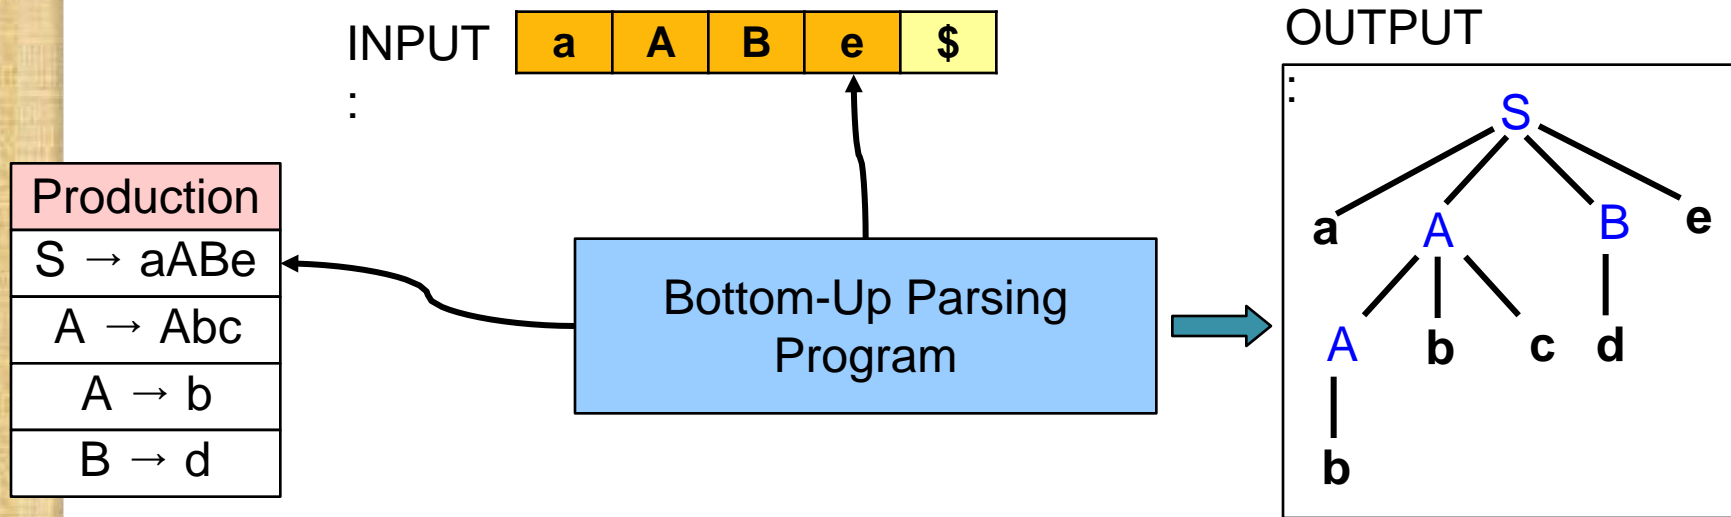 INPUT
:
a A B e $
OUTPUT
:
Production
S → aABe
A → Abc
A → b
B → d
Bottom-Up Parsing
Program
S
a A B e
A b c d
b